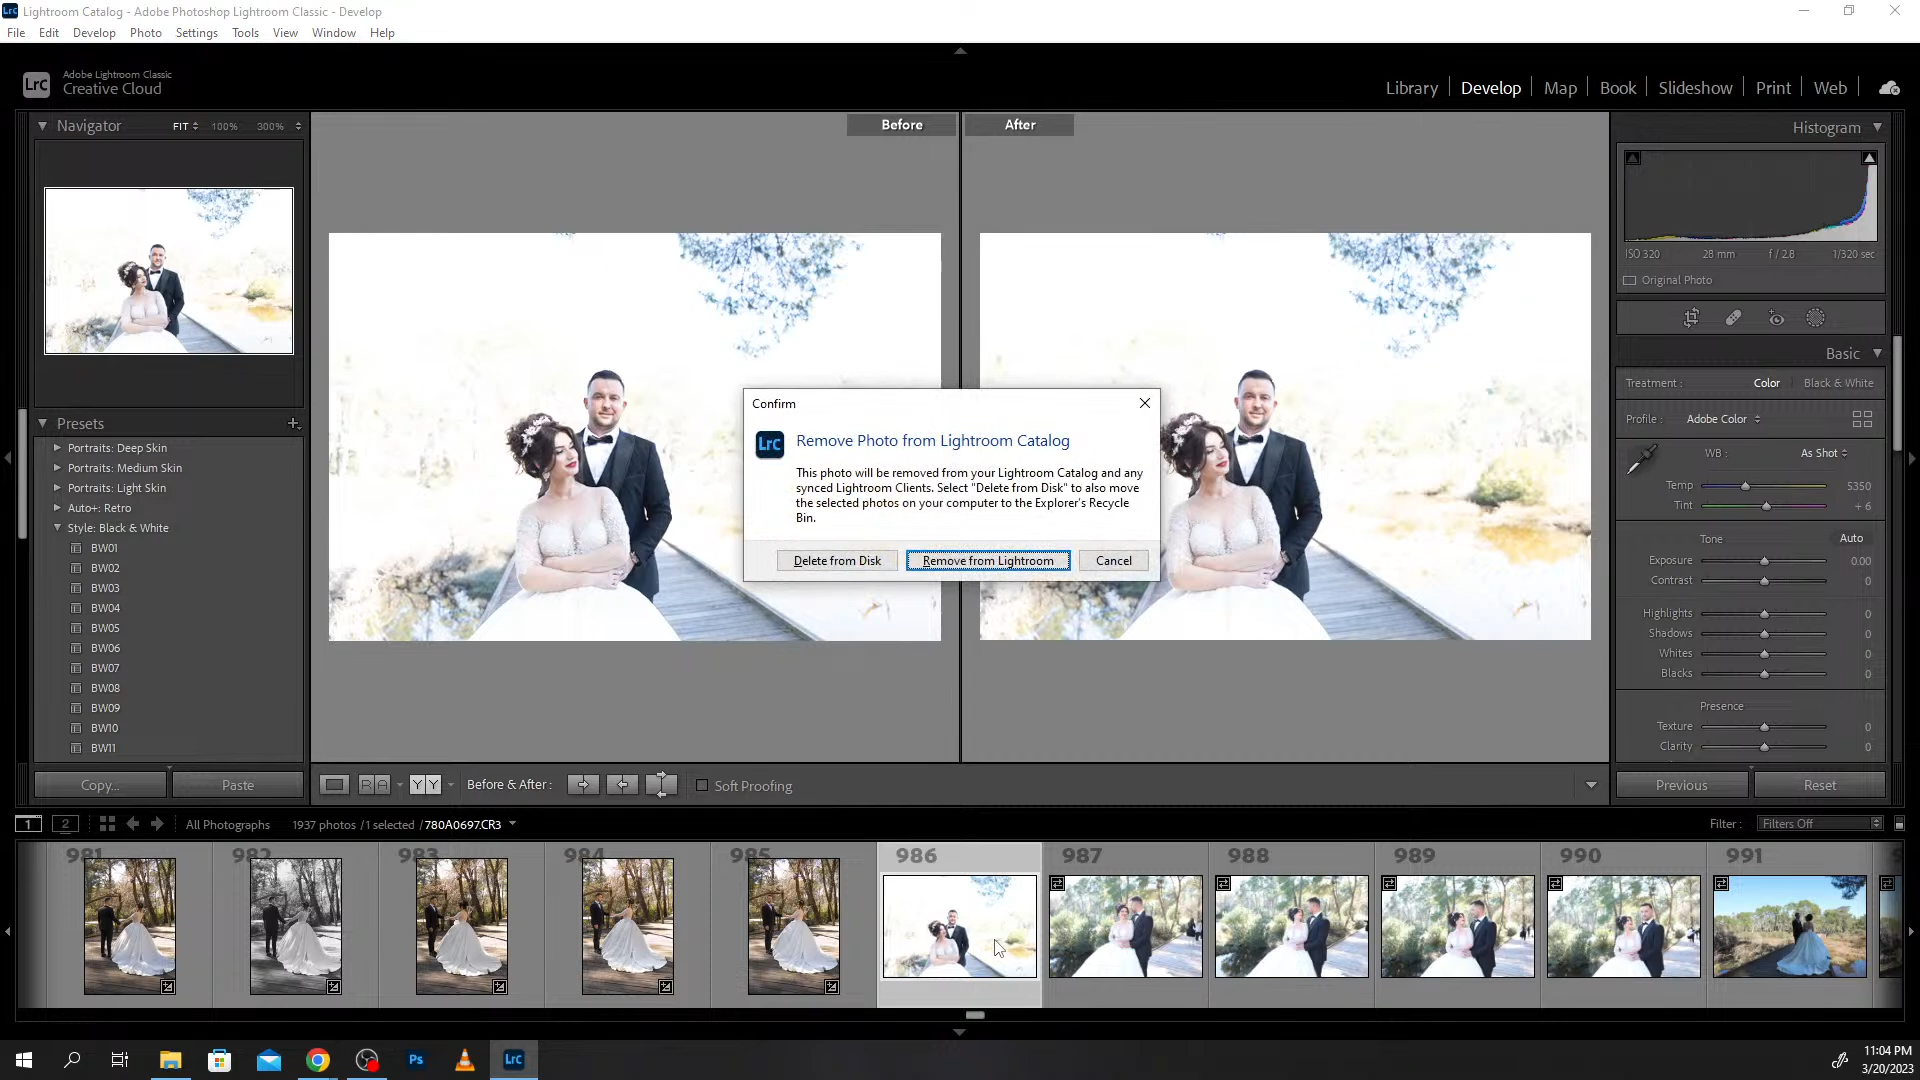 Lrc Lightroom Catalog - Adobe Photoshop Lightroom Classic - Develop
File Edit Develop Photo Settings Tools View Window Help
Lrc
Adobe Lightroom Classic
Creative Cloud
Library Develop Map Book Slideshow Print Web
Navigator FIT 100% 300%
Before
After
Histogram
ISO 320 28 mm f / 2.8 1/320 sec
Original Photo
Basic
Treatment : Color Black & White
Profile : Adobe Color
WB : As Shot
Temp 5350
Tint + 6
Tone Auto
Exposure 0.00
Contrast 0
Highlights 0
Shadows 0
Whites 0
Blacks 0
Presence
Texture 0
Clarity 0
Presets
Portraits: Deep Skin
Portraits: Medium Skin
Portraits: Light Skin
Auto+: Retro
Style: Black & White
BW01
BW02
BW03
BW04
BW05
BW06
BW07
BW08
BW09
BW10
BW11
Confirm
Lrc
Remove Photo from Lightroom Catalog
This photo will be removed from your Lightroom Catalog and any
synced Lightroom Clients. Select "Delete from Disk" to also move
the selected photos on your computer to the Explorer's Recycle
Bin.
Delete from Disk Remove from Lightroom Cancel
Copy... Paste
R A Y Y Before & After : Soft Proofing
Previous Reset
1 2 All Photographs 1937 photos / 1 selected / 780A0697.CR3
Filter : Filters Off
981 982 983 984 985 986 987 988 989 990 991
Ps Lrc
11:04 PM
3/20/2023